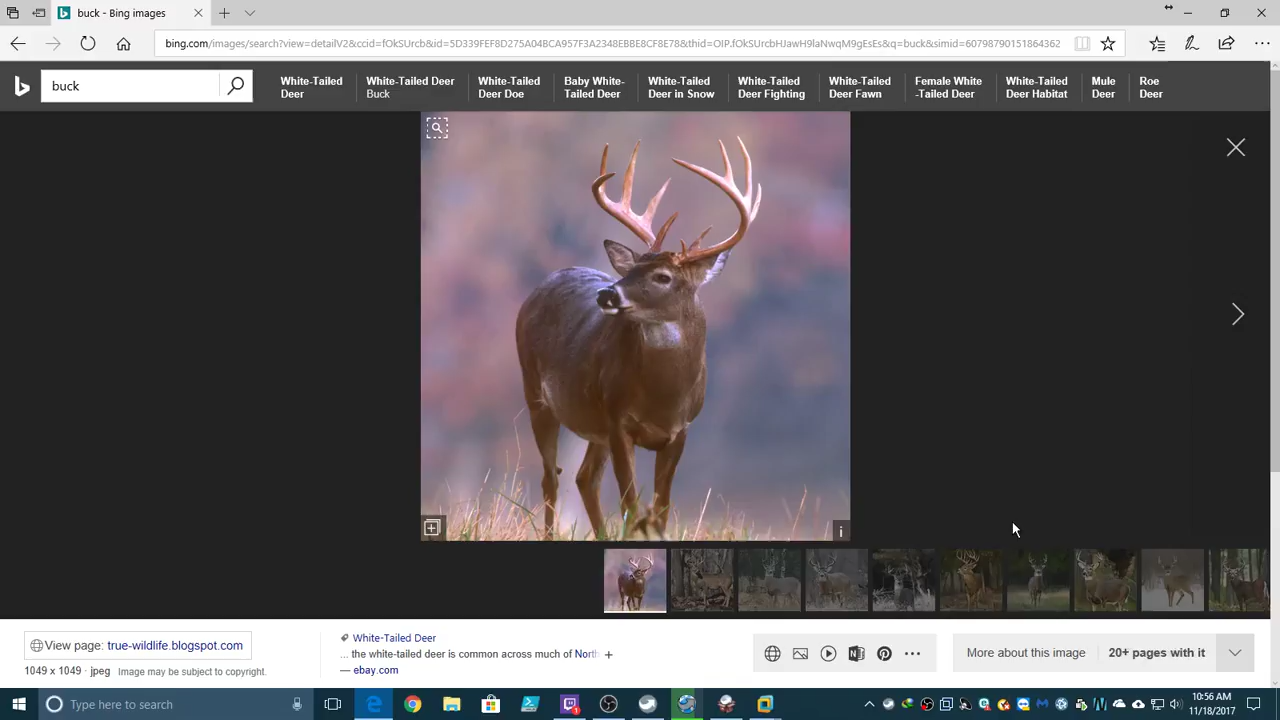 buck - Bing images
bing.com/images/search?view=detailV2&ccid=fOkSUrcb&id=5D339FEF8D275A04BCA957F3A2348EBBE8CF8E78&thid=OIP.fOkSUrcbHJawH9laNwqM9gEsEs&q=buck&simid=607987901518643​62
buck
White-Tailed Deer
White-Tailed Deer Buck
White-Tailed Deer Doe
Baby White-Tailed Deer
White-Tailed Deer in Snow
White-Tailed Deer Fighting
White-Tailed Deer Fawn
Female White-Tailed Deer
White-Tailed Deer Habitat
Mule Deer
Roe Deer
View page: true-wildlife.blogspot.com
1049 x 1049 · jpeg Image may be subject to copyright.
White-Tailed Deer
... the white-tailed deer is common across much of North
— ebay.com
More about this image
20+ pages with it
Type here to search
1
10:56 AM
11/18/2017